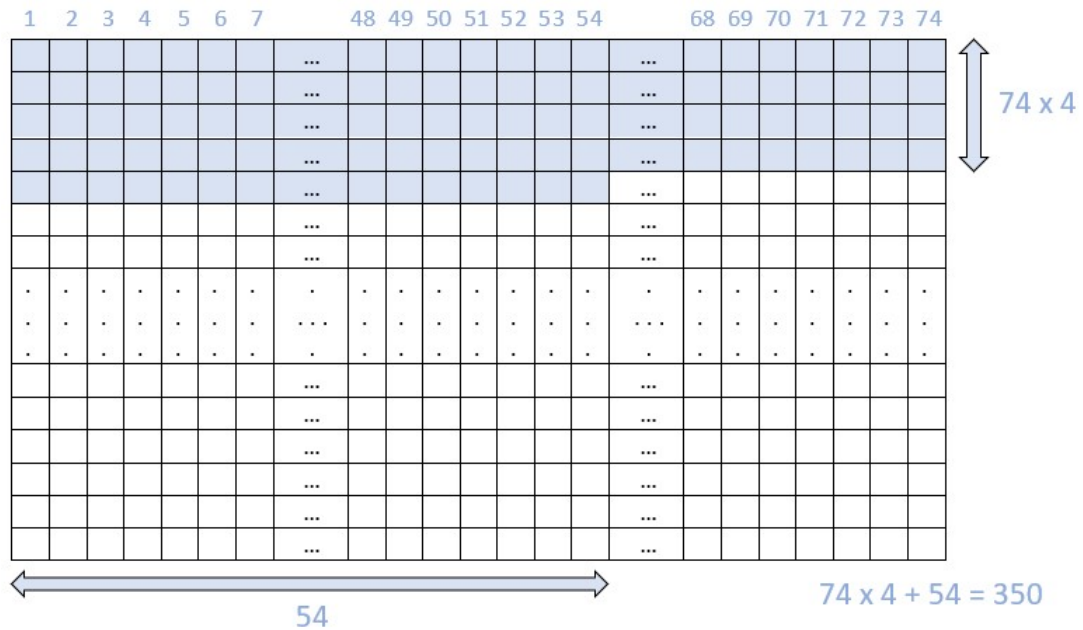 1 2 3 4 5 6 7 48 49 50 51 52 53 54 68 69 70 71 72 73 74
... ...
... ...
... ...
... ...
74 x 4
... ...
... ...
... ...
. . . . . . . . . . . . . . . . . . . . . . .
. . . . . . . ... . . . . . . . ... . . . . . . .
. . . . . . . . . . . . . . . . . . . . . . .
... ...
... ...
... ...
... ...
... ...
... ...
54
74 x 4 + 54 = 350